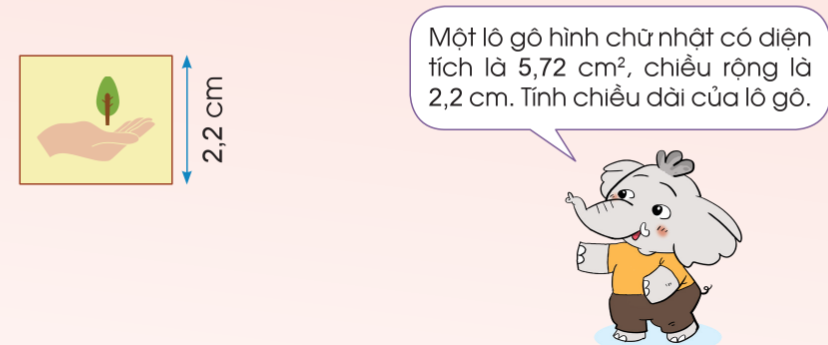 2,2 cm
Một lô gô hình chữ nhật có diện
tích là 5,72 cm², chiều rộng là
2,2 cm. Tính chiều dài của lô gô.